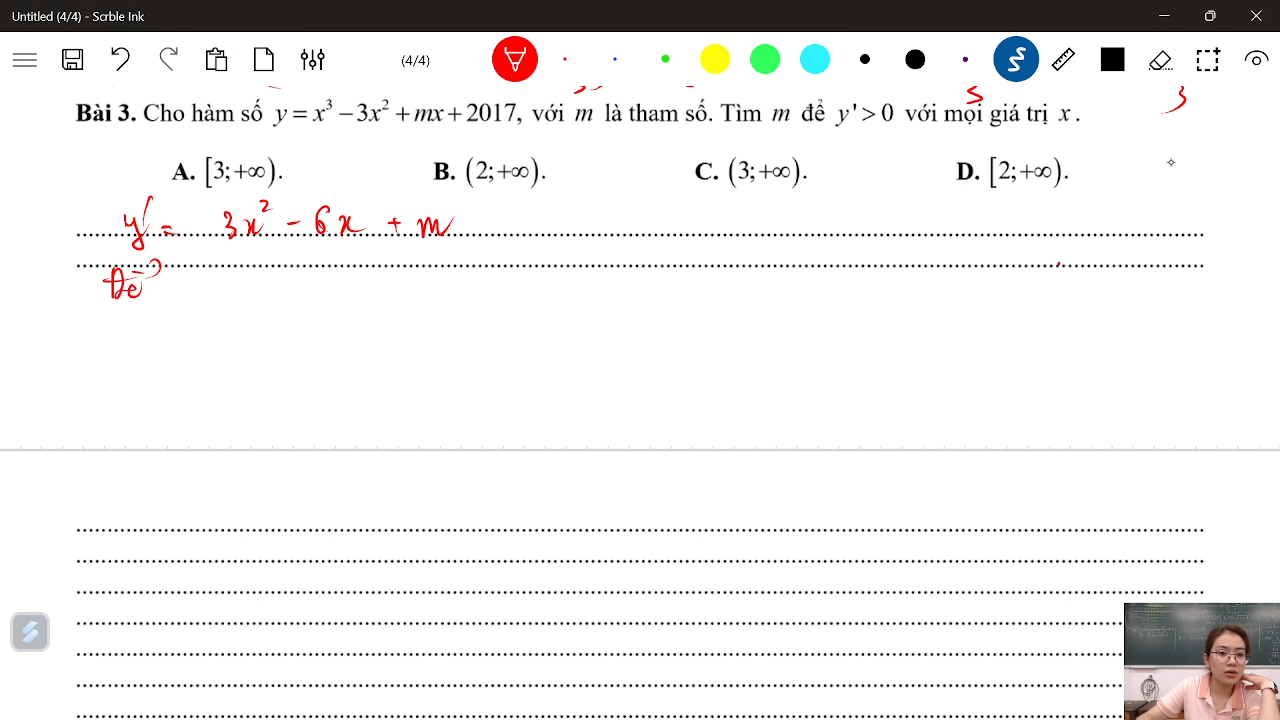 Untitled (4/4) - Scrble Ink
(4/4)
Bài 3. Cho hàm số y = x³ − 3x² + mx + 2017, với m là tham số. Tìm m để y' > 0 với mọi giá trị x.
A. [3;+∞). B. (2;+∞). C. (3;+∞). D. [2;+∞).
y' = 3x² - 6x + m
Để